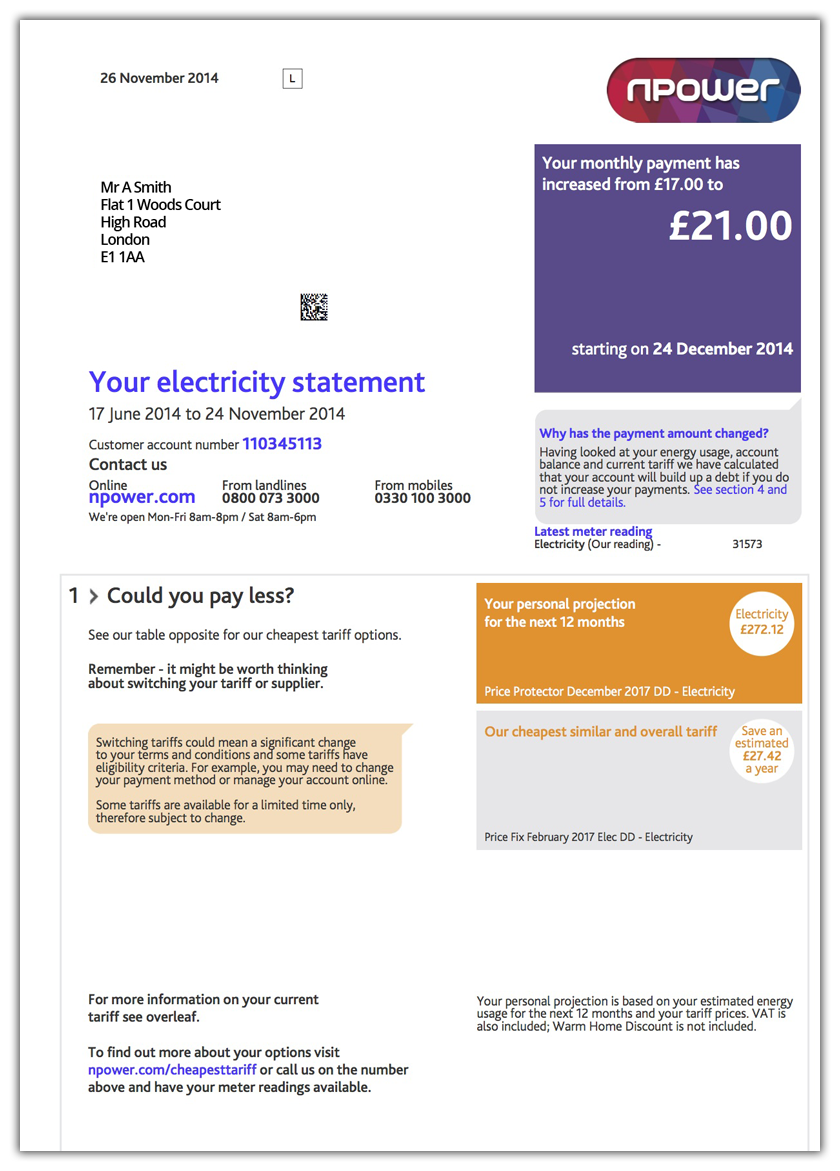 26 November 2014
L
npower
Your monthly payment has
increased from £17.00 to
£21.00
starting on 24 December 2014
Mr A Smith
Flat 1 Woods Court
High Road
London
E1 1AA
Your electricity statement
17 June 2014 to 24 November 2014
Customer account number 110345113
Contact us
Online
npower.com
From landlines
0800 073 3000
From mobiles
0330 100 3000
We're open Mon-Fri 8am-8pm / Sat 8am-6pm
Why has the payment amount changed?
Having looked at your energy usage, account
balance and current tariff we have calculated
that your account will build up a debt if you do
not increase your payments. See section 4 and
5 for full details.
Latest meter reading
Electricity (Our reading) - 31573
1 > Could you pay less?
See our table opposite for our cheapest tariff options.
Remember - it might be worth thinking
about switching your tariff or supplier.
Switching tariffs could mean a significant change
to your terms and conditions and some tariffs have
eligibility criteria. For example, you may need to change
your payment method or manage your account online.
Some tariffs are available for a limited time only,
therefore subject to change.
Your personal projection
for the next 12 months
Electricity
£272.12
Price Protector December 2017 DD - Electricity
Our cheapest similar and overall tariff
Save an
estimated
£27.42
a year
Price Fix February 2017 Elec DD - Electricity
For more information on your current
tariff see overleaf.
To find out more about your options visit
npower.com/cheapesttariff or call us on the number
above and have your meter readings available.
Your personal projection is based on your estimated energy
usage for the next 12 months and your tariff prices. VAT is
also included; Warm Home Discount is not included.